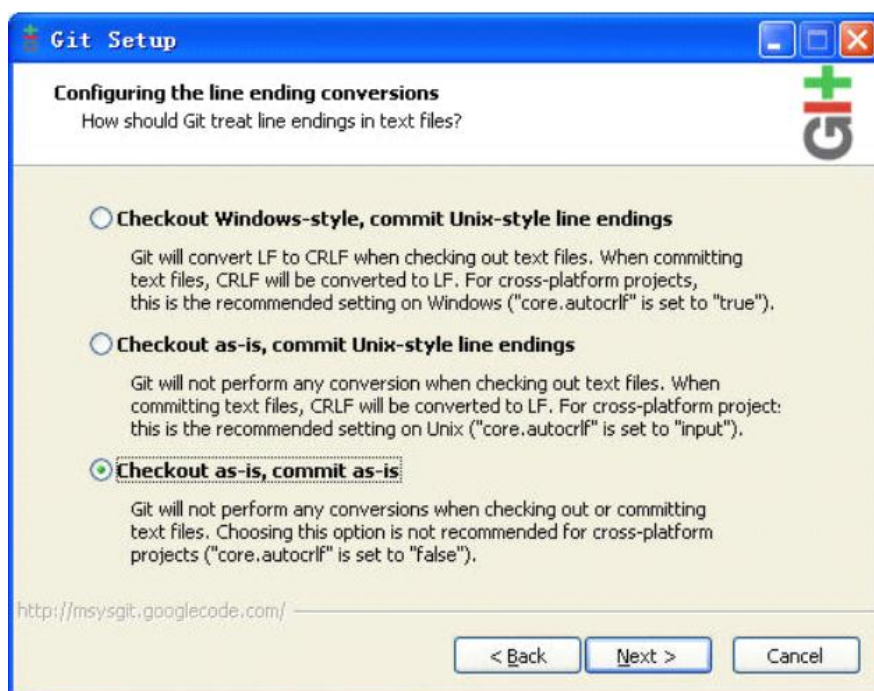 Git Setup
Configuring the line ending conversions
How should Git treat line endings in text files?
GIt
Checkout Windows-style, commit Unix-style line endings
Git will convert LF to CRLF when checking out text files. When committing
text files, CRLF will be converted to LF. For cross-platform projects,
this is the recommended setting on Windows ("core.autocrlf" is set to "true").
Checkout as-is, commit Unix-style line endings
Git will not perform any conversion when checking out text files. When
committing text files, CRLF will be converted to LF. For cross-platform project:
this is the recommended setting on Unix ("core.autocrlf" is set to "input").
Checkout as-is, commit as-is
Git will not perform any conversions when checking out or committing
text files. Choosing this option is not recommended for cross-platform
projects ("core.autocrlf" is set to "false").
http://msysgit.googlecode.com/
< Back Next > Cancel